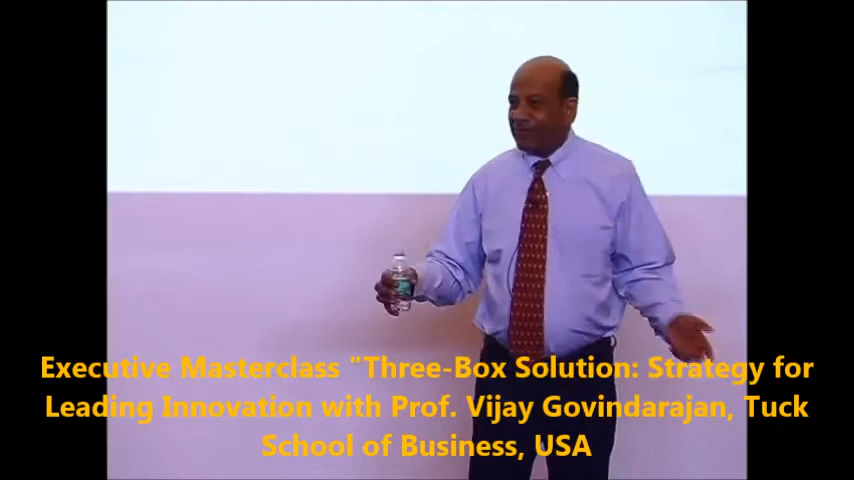 Executive Masterclass "Three-Box Solution: Strategy for
Leading Innovation with Prof. Vijay Govindarajan, Tuck
School of Business, USA